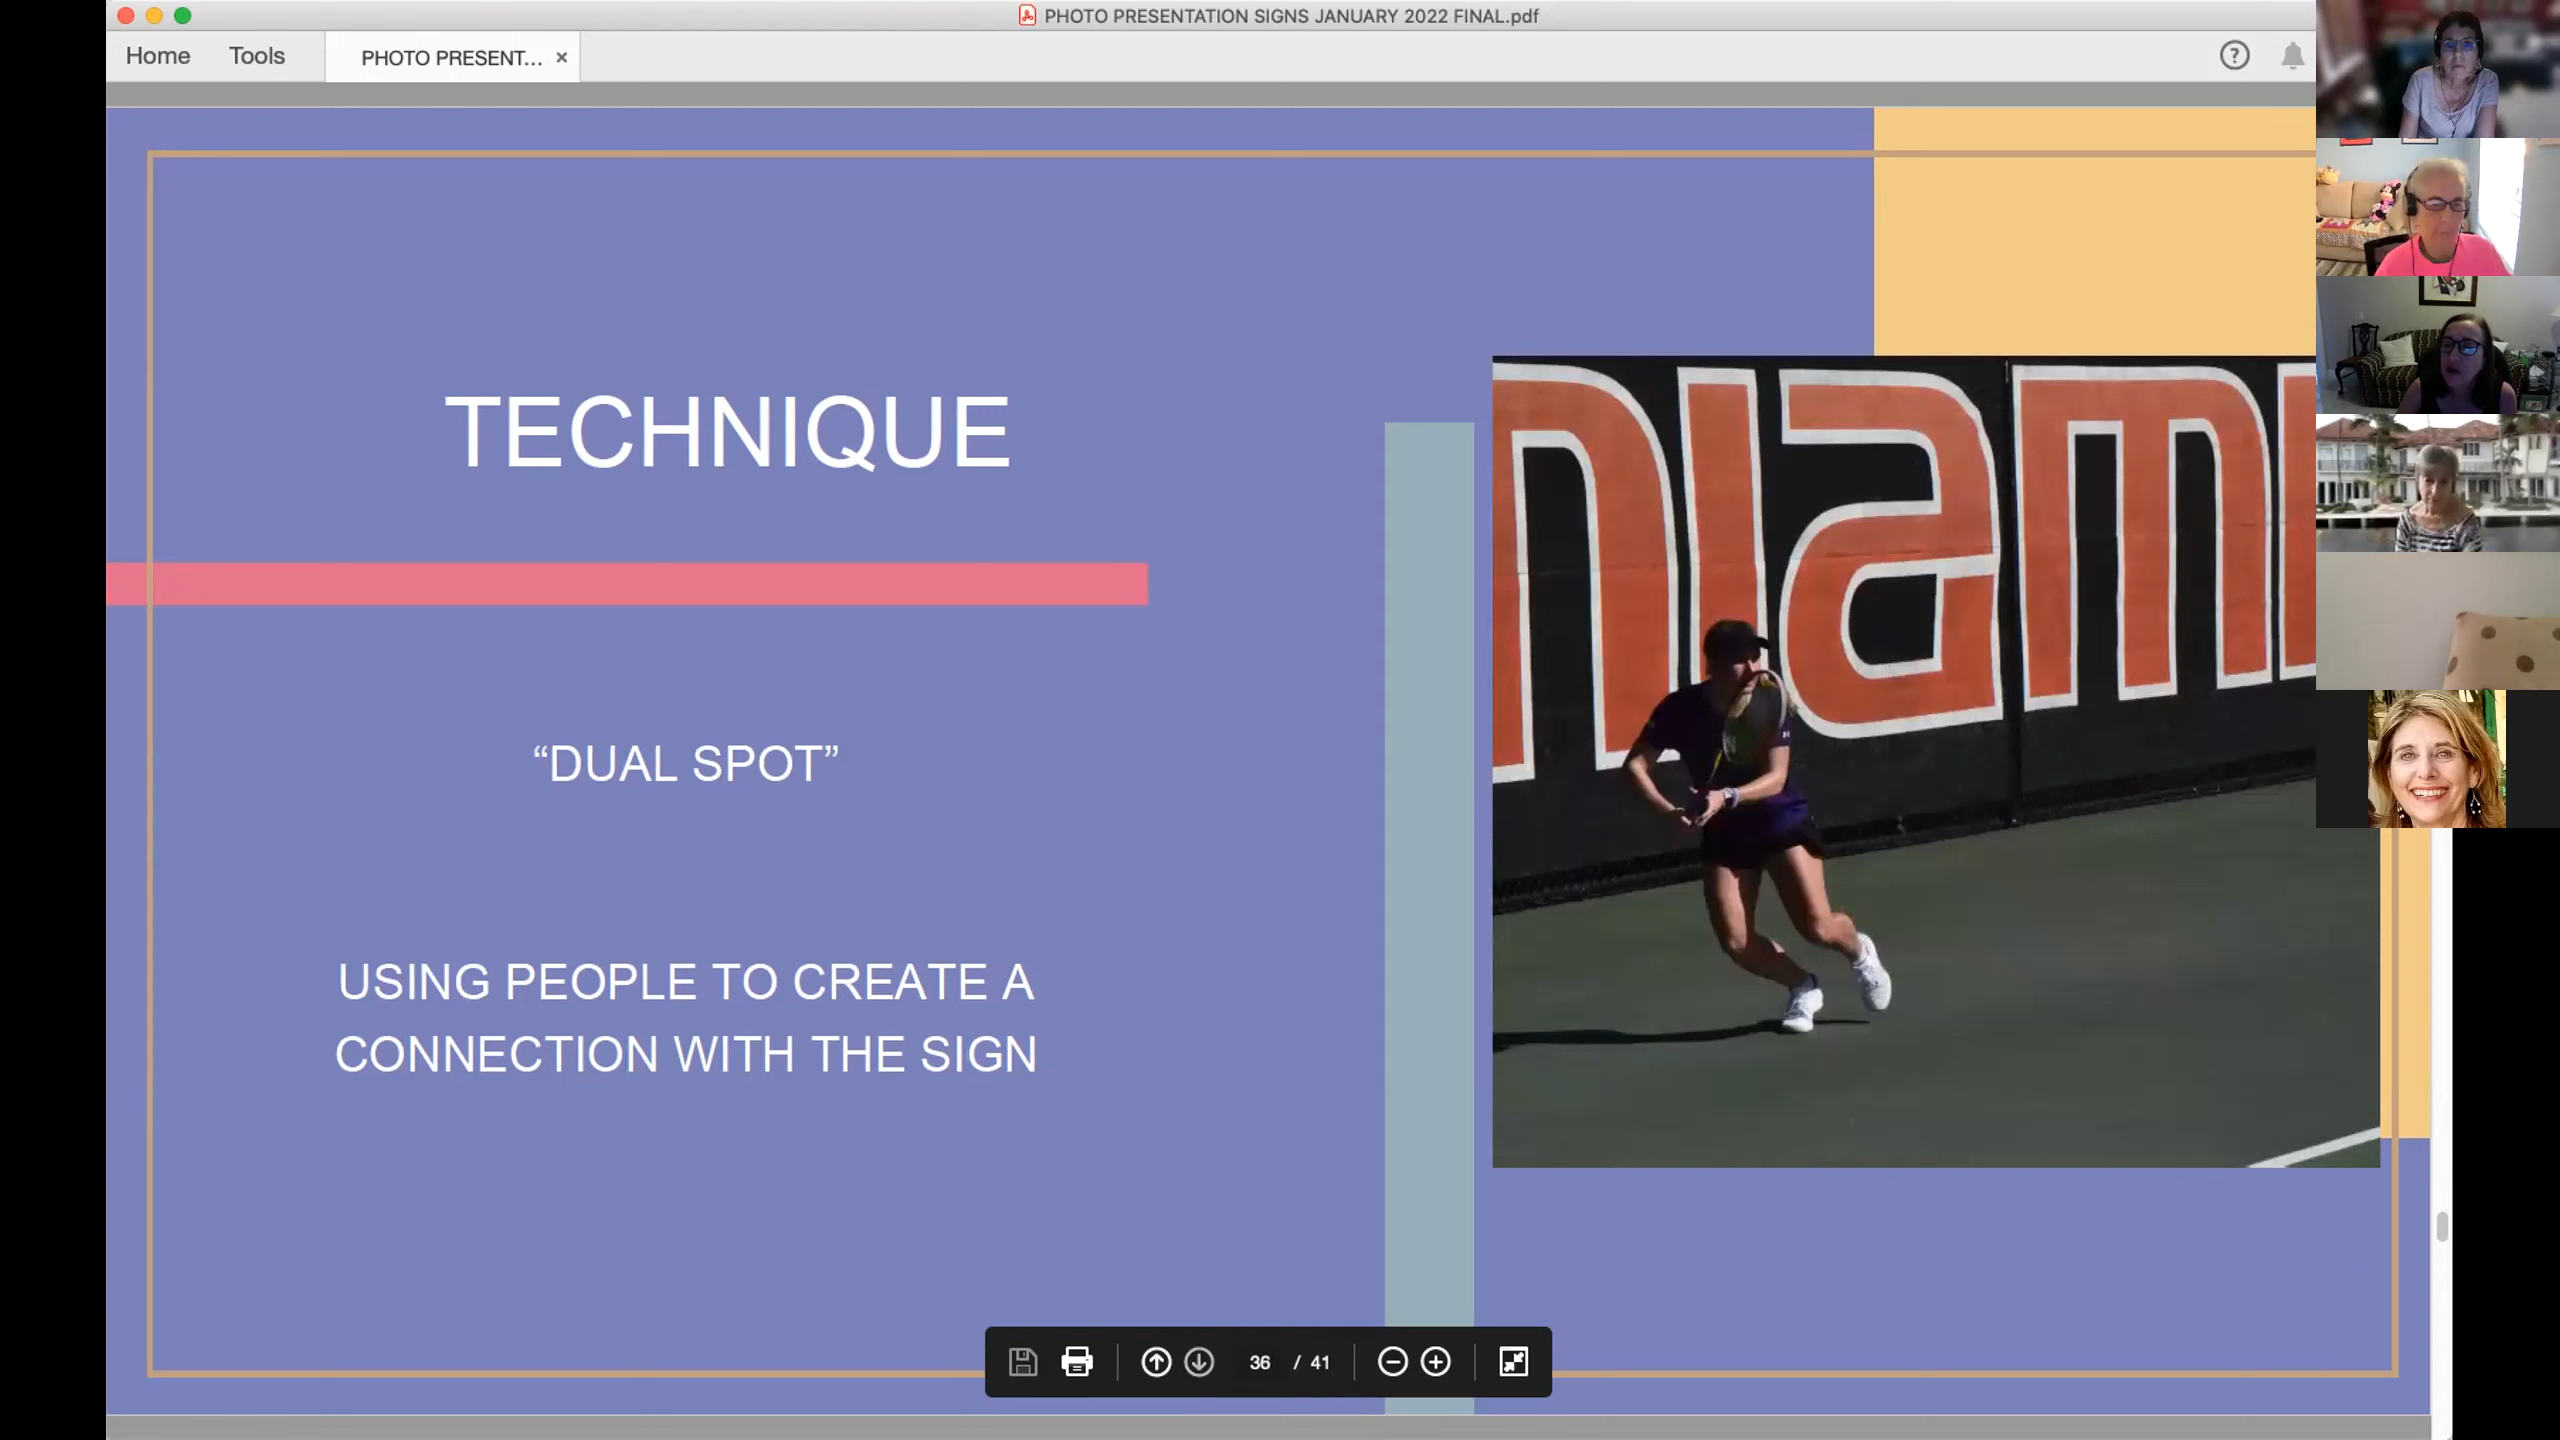 PHOTO PRESENTATION SIGNS JANUARY 2022 FINAL.pdf
Home Tools PHOTO PRESENT... ×
TECHNIQUE
“DUAL SPOT”
USING PEOPLE TO CREATE A
CONNECTION WITH THE SIGN
miami
36 / 41